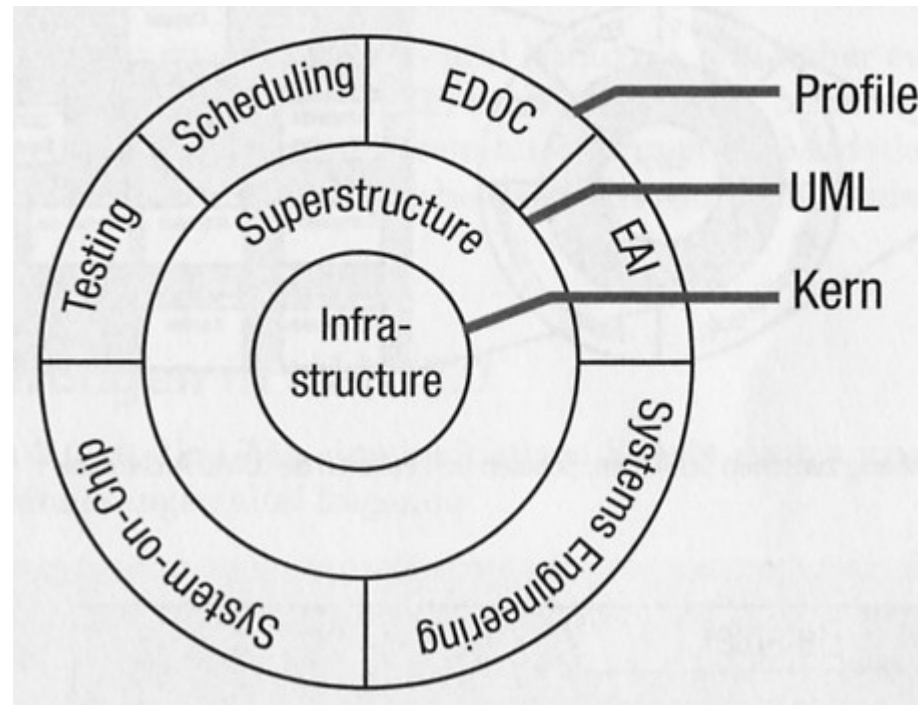 Scheduling
EDOC
Profile
Testing
Superstructure
EAI
UML
Infra-
structure
Kern
System-on-Chip
Systems Engineering